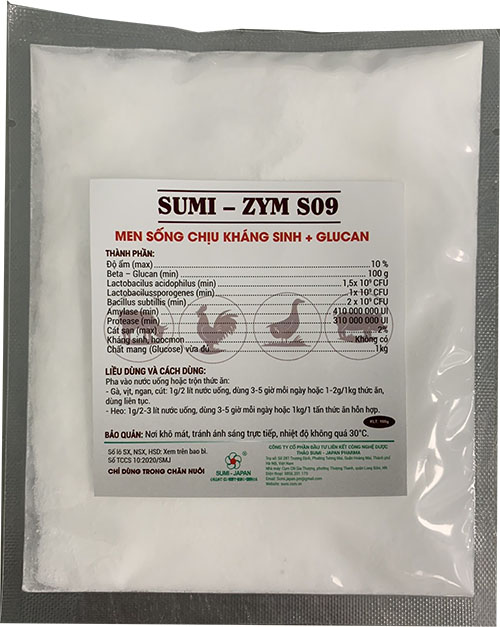 SUMI – ZYM S09
MEN SỐNG CHỊU KHÁNG SINH + GLUCAN
THÀNH PHẦN:
Độ ẩm (max) 10 %
Beta – Glucan (min) 100 g
Lactobacillus acidophilus (min) 1,5x 10⁹ CFU
Lactobacilussporogenes (min) 1x 10⁹ CFU
Bacillus subtillis (min) 2 x 10⁹ CFU
Amylase (min) 410 000 000 UI
Protease (min) 310 000 000 UI
Cát sạn (max) 2%
Kháng sinh, hoocmon Không có
Chất mang (Glucose) vừa đủ 1kg
LIỀU DÙNG VÀ CÁCH DÙNG:
Pha vào nước uống hoặc trộn thức ăn:
- Gà, vịt, ngan, cút: 1g/2 lít nước uống, dùng 3-5 giờ mỗi ngày hoặc 1-2g/1kg thức ăn,
dùng liên tục.
- Heo: 1g/2-3 lít nước uống, dùng 3-5 giờ mỗi ngày hoặc 1kg/1 tấn thức ăn hỗn hợp.
BẢO QUẢN: Nơi khô mát, tránh ánh sáng trực tiếp, nhiệt độ không quá 30°C.
Số lô SX, NSX, HSD: Xem trên bao bì.
Số TCCS 10:2020/SMJ
CHỈ DÙNG TRONG CHĂN NUÔI
SUMI - JAPAN
CÔNG TY CỔ PHẦN ĐẦU TƯ LIÊN KẾT CÔNG NGHỆ DƯỢC
THẢO SUMI - JAPAN PHARMA
Hà Nội, Việt Nam